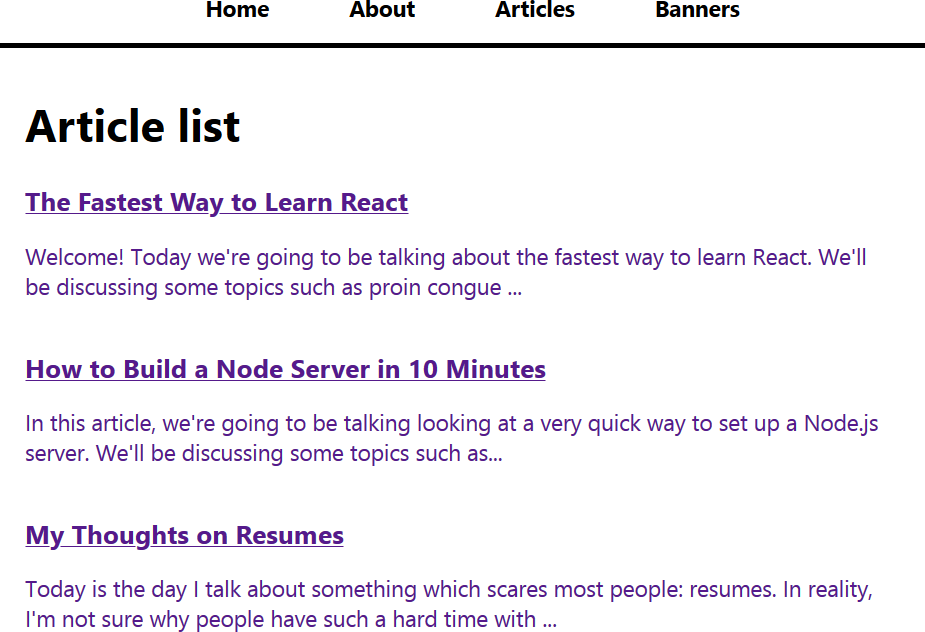 Home About Articles Banners
Article list
The Fastest Way to Learn React
Welcome! Today we're going to be talking about the fastest way to learn React. We'll
be discussing some topics such as proin congue ...
How to Build a Node Server in 10 Minutes
In this article, we're going to be talking looking at a very quick way to set up a Node.js
server. We'll be discussing some topics such as...
My Thoughts on Resumes
Today is the day I talk about something which scares most people: resumes. In reality,
I'm not sure why people have such a hard time with ...